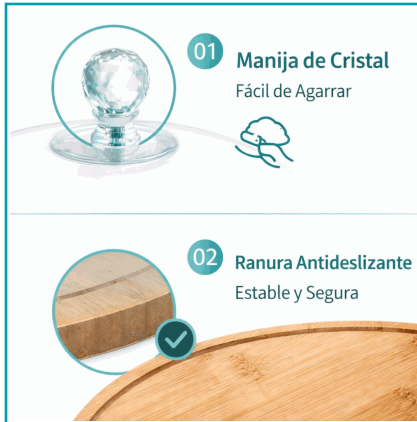 01
Manija de Cristal
Fácil de Agarrar
02
Ranura Antideslizante
Estable y Segura